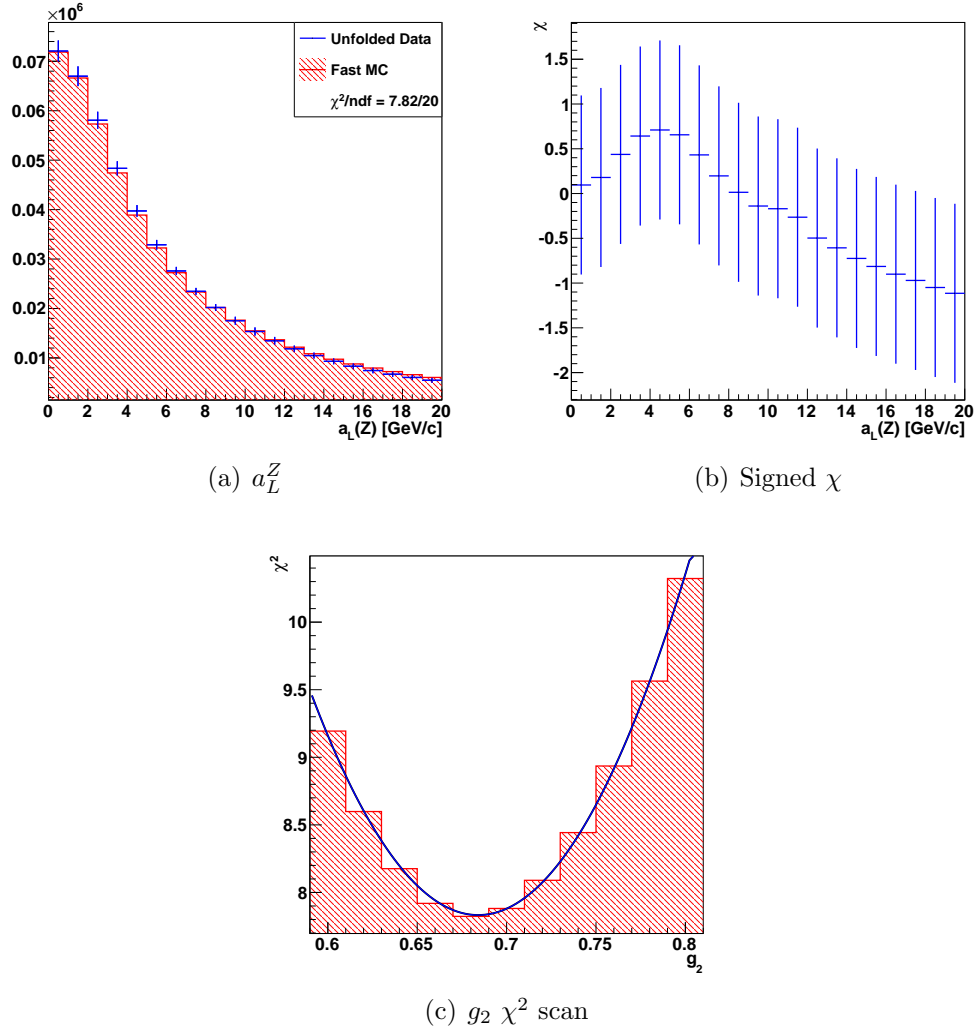 ×10⁶
0.07
0.06
0.05
0.04
0.03
0.02
0.01
0 2 4 6 8 10 12 14 16 18 20
a_L(Z) [GeV/c]
Unfolded Data
Fast MC
χ²/ndf = 7.82/20
(a) a_L^Z
χ
1.5
1
0.5
0
-0.5
-1
-1.5
-2
0 2 4 6 8 10 12 14 16 18 20
a_L(Z) [GeV/c]
(b) Signed χ
χ²
10
9.5
9
8.5
8
0.6 0.65 0.7 0.75 0.8
g₂
(c) g₂ χ² scan